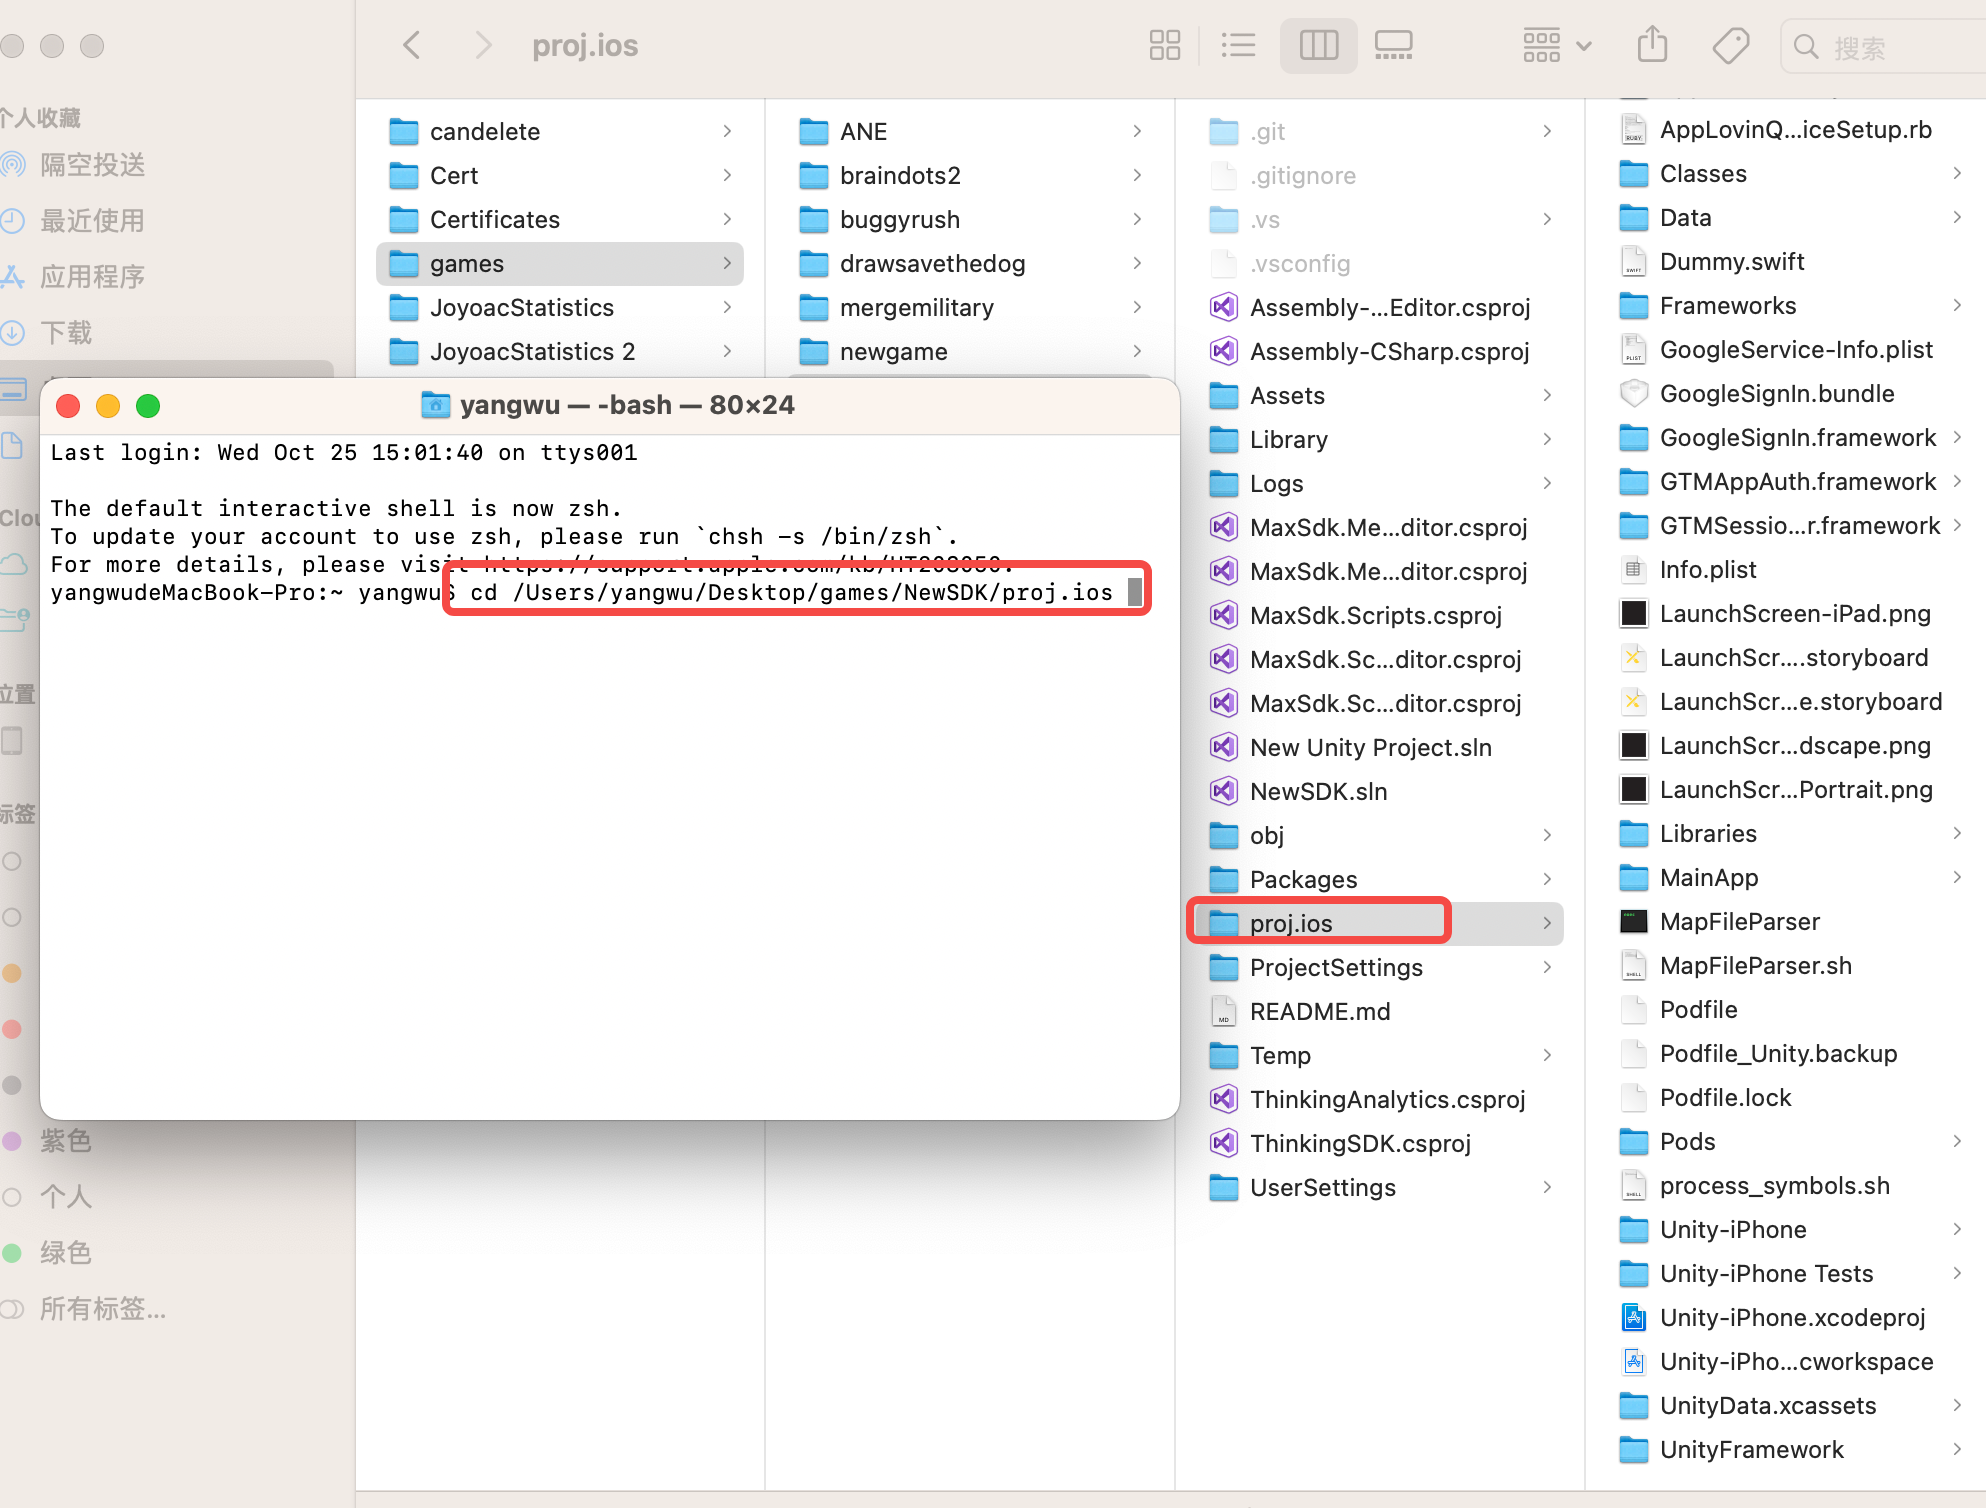 proj.ios
搜索
个人收藏
隔空投送
最近使用
应用程序
下载
位置
标签
紫色
个人
绿色
所有标签...
candelete
Cert
Certificates
games
JoyoacStatistics
JoyoacStatistics 2
ANE
braindots2
buggyrush
drawsavethedog
mergemilitary
newgame
yangwu — -bash — 80×24
Last login: Wed Oct 25 15:01:40 on ttys001
The default interactive shell is now zsh.
To update your account to use zsh, please run `chsh -s /bin/zsh`.
For more details, please visit https://support.apple.com/kb/HT208050.
yangwudeMacBook-Pro:~ yangwu$ cd /Users/yangwu/Desktop/games/NewSDK/proj.ios
.git
.gitignore
.vs
.vsconfig
Assembly-...Editor.csproj
Assembly-CSharp.csproj
Assets
Library
Logs
MaxSdk.Me...ditor.csproj
MaxSdk.Me...ditor.csproj
MaxSdk.Scripts.csproj
MaxSdk.Sc...ditor.csproj
MaxSdk.Sc...ditor.csproj
New Unity Project.sln
NewSDK.sln
obj
Packages
proj.ios
ProjectSettings
README.md
Temp
ThinkingAnalytics.csproj
ThinkingSDK.csproj
UserSettings
AppLovinQ...iceSetup.rb
Classes
Data
Dummy.swift
Frameworks
GoogleService-Info.plist
GoogleSignIn.bundle
GoogleSignIn.framework
GTMAppAuth.framework
GTMSessio...r.framework
Info.plist
LaunchScreen-iPad.png
LaunchScr....storyboard
LaunchScr...e.storyboard
LaunchScr...dscape.png
LaunchScr...Portrait.png
Libraries
MainApp
MapFileParser
MapFileParser.sh
Podfile
Podfile_Unity.backup
Podfile.lock
Pods
process_symbols.sh
Unity-iPhone
Unity-iPhone Tests
Unity-iPhone.xcodeproj
Unity-iPho...cworkspace
UnityData.xcassets
UnityFramework